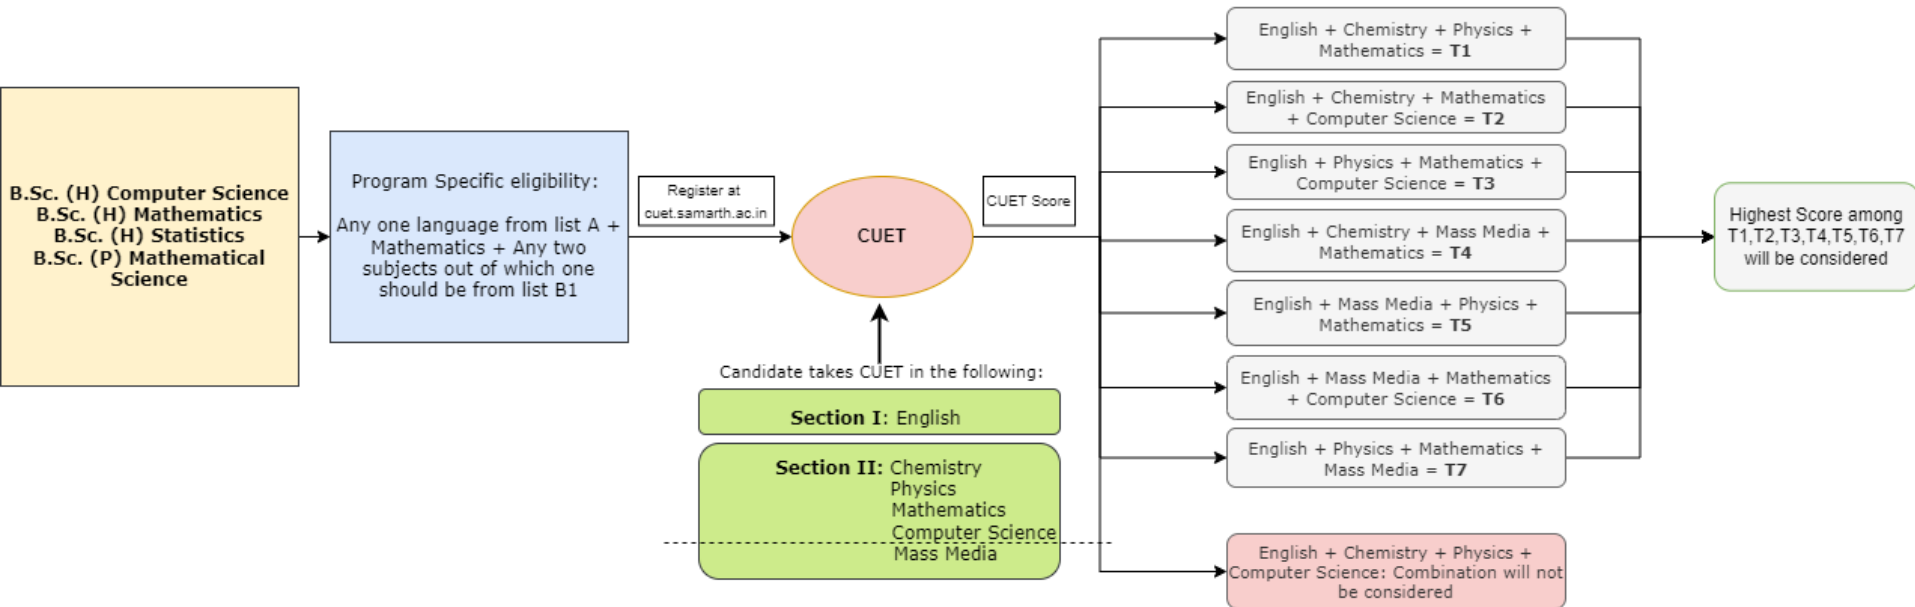 B.Sc. (H) Computer Science
B.Sc. (H) Mathematics
B.Sc. (H) Statistics
B.Sc. (P) Mathematical
Science
Program Specific eligibility:
Any one language from list A +
Mathematics + Any two
subjects out of which one
should be from list B1
Register at
cuet.samarth.ac.in
CUET
Candidate takes CUET in the following:
Section I: English
Section II: Chemistry
Physics
Mathematics
Computer Science
Mass Media
CUET Score
English + Chemistry + Physics +
Mathematics = T1
English + Chemistry + Mathematics
+ Computer Science = T2
English + Physics + Mathematics +
Computer Science = T3
English + Chemistry + Mass Media +
Mathematics = T4
English + Mass Media + Physics +
Mathematics = T5
English + Mass Media + Mathematics
+ Computer Science = T6
English + Physics + Mathematics +
Mass Media = T7
English + Chemistry + Physics +
Computer Science: Combination will not
be considered
Highest Score among
T1,T2,T3,T4,T5,T6,T7
will be considered